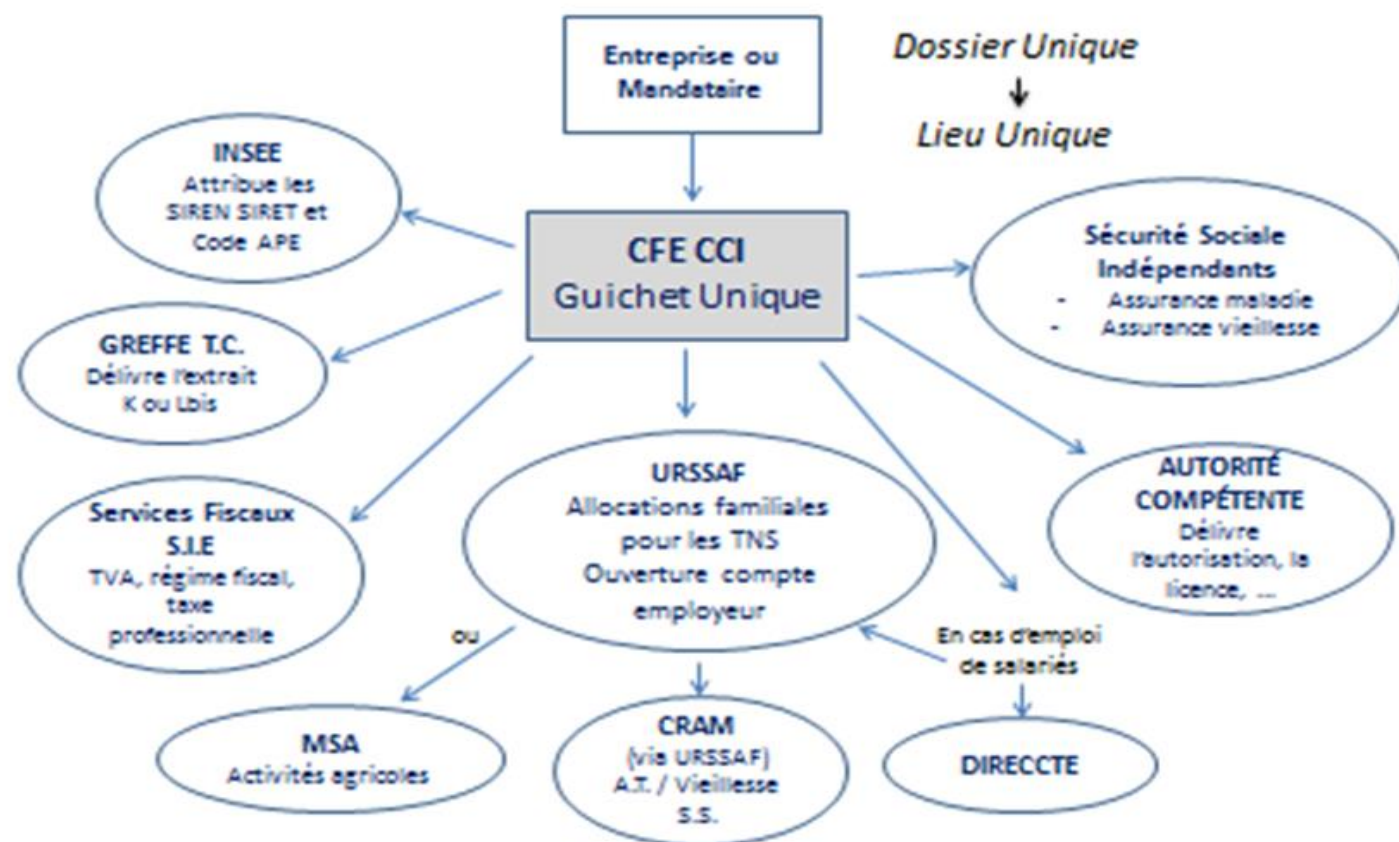 Entreprise ou
Mandataire
Dossier Unique
Lieu Unique
INSEE
Attribue les
SIREN SIRET et
Code APE
CFE CCI
Guichet Unique
Sécurité Sociale
Indépendants
- Assurance maladie
- Assurance vieillesse
GREFFE T.C.
Délivre l'extrait
K ou Lbis
Services Fiscaux
S.I.E
TVA, régime fiscal,
taxe
professionnelle
URSSAF
Allocations familiales
pour les TNS
Ouverture compte
employeur
AUTORITÉ
COMPÉTENTE
Délivre
l'autorisation, la
licence, ...
ou
En cas d'emploi
de salariés
MSA
Activités agricoles
CRAM
(via URSSAF)
A.T. / Vieillesse
S.S.
DIRECCTE